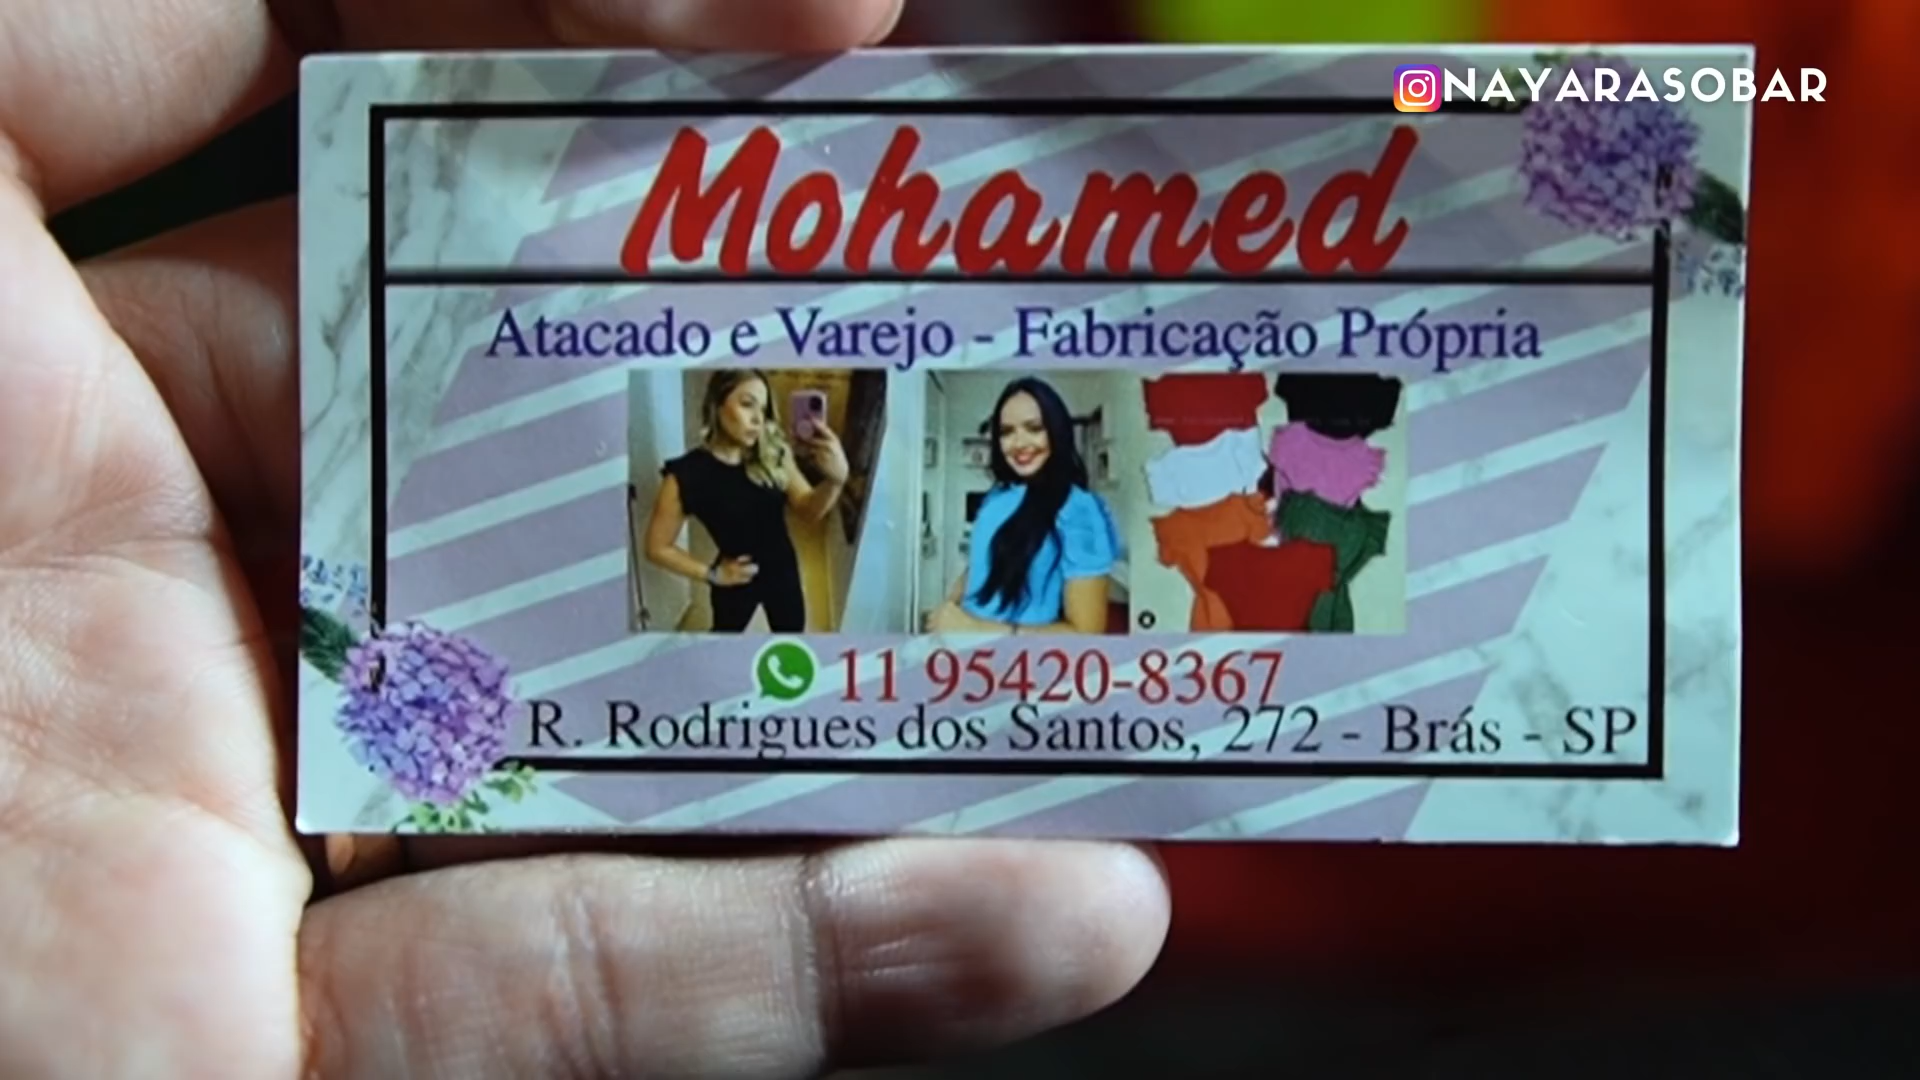 NAYARASOBAR
Mohamed
Atacado e Varejo - Fabricação Própria
11 95420-8367
R. Rodrigues dos Santos, 272 - Brás - SP